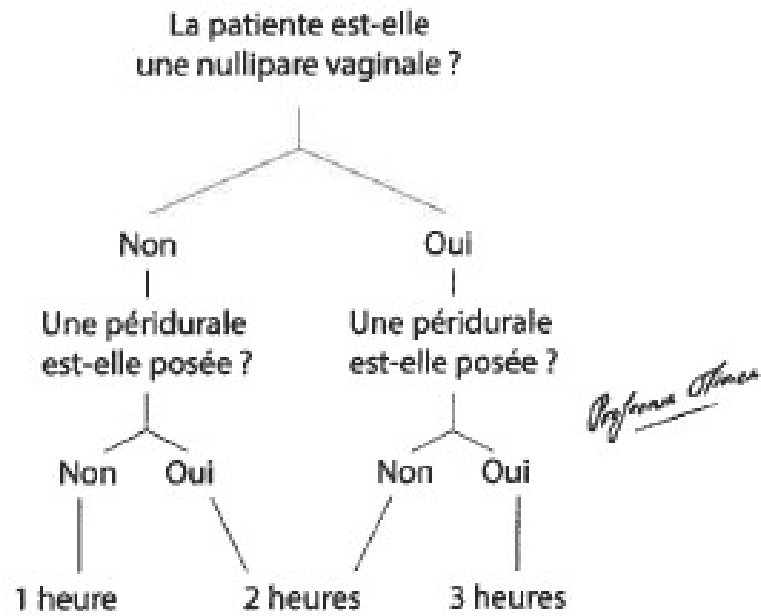 La patiente est-elle
une nullipare vaginale ?
Non
Oui
Une péridurale
est-elle posée ?
Une péridurale
est-elle posée ?
Non
Oui
Non
Oui
1 heure
2 heures
3 heures